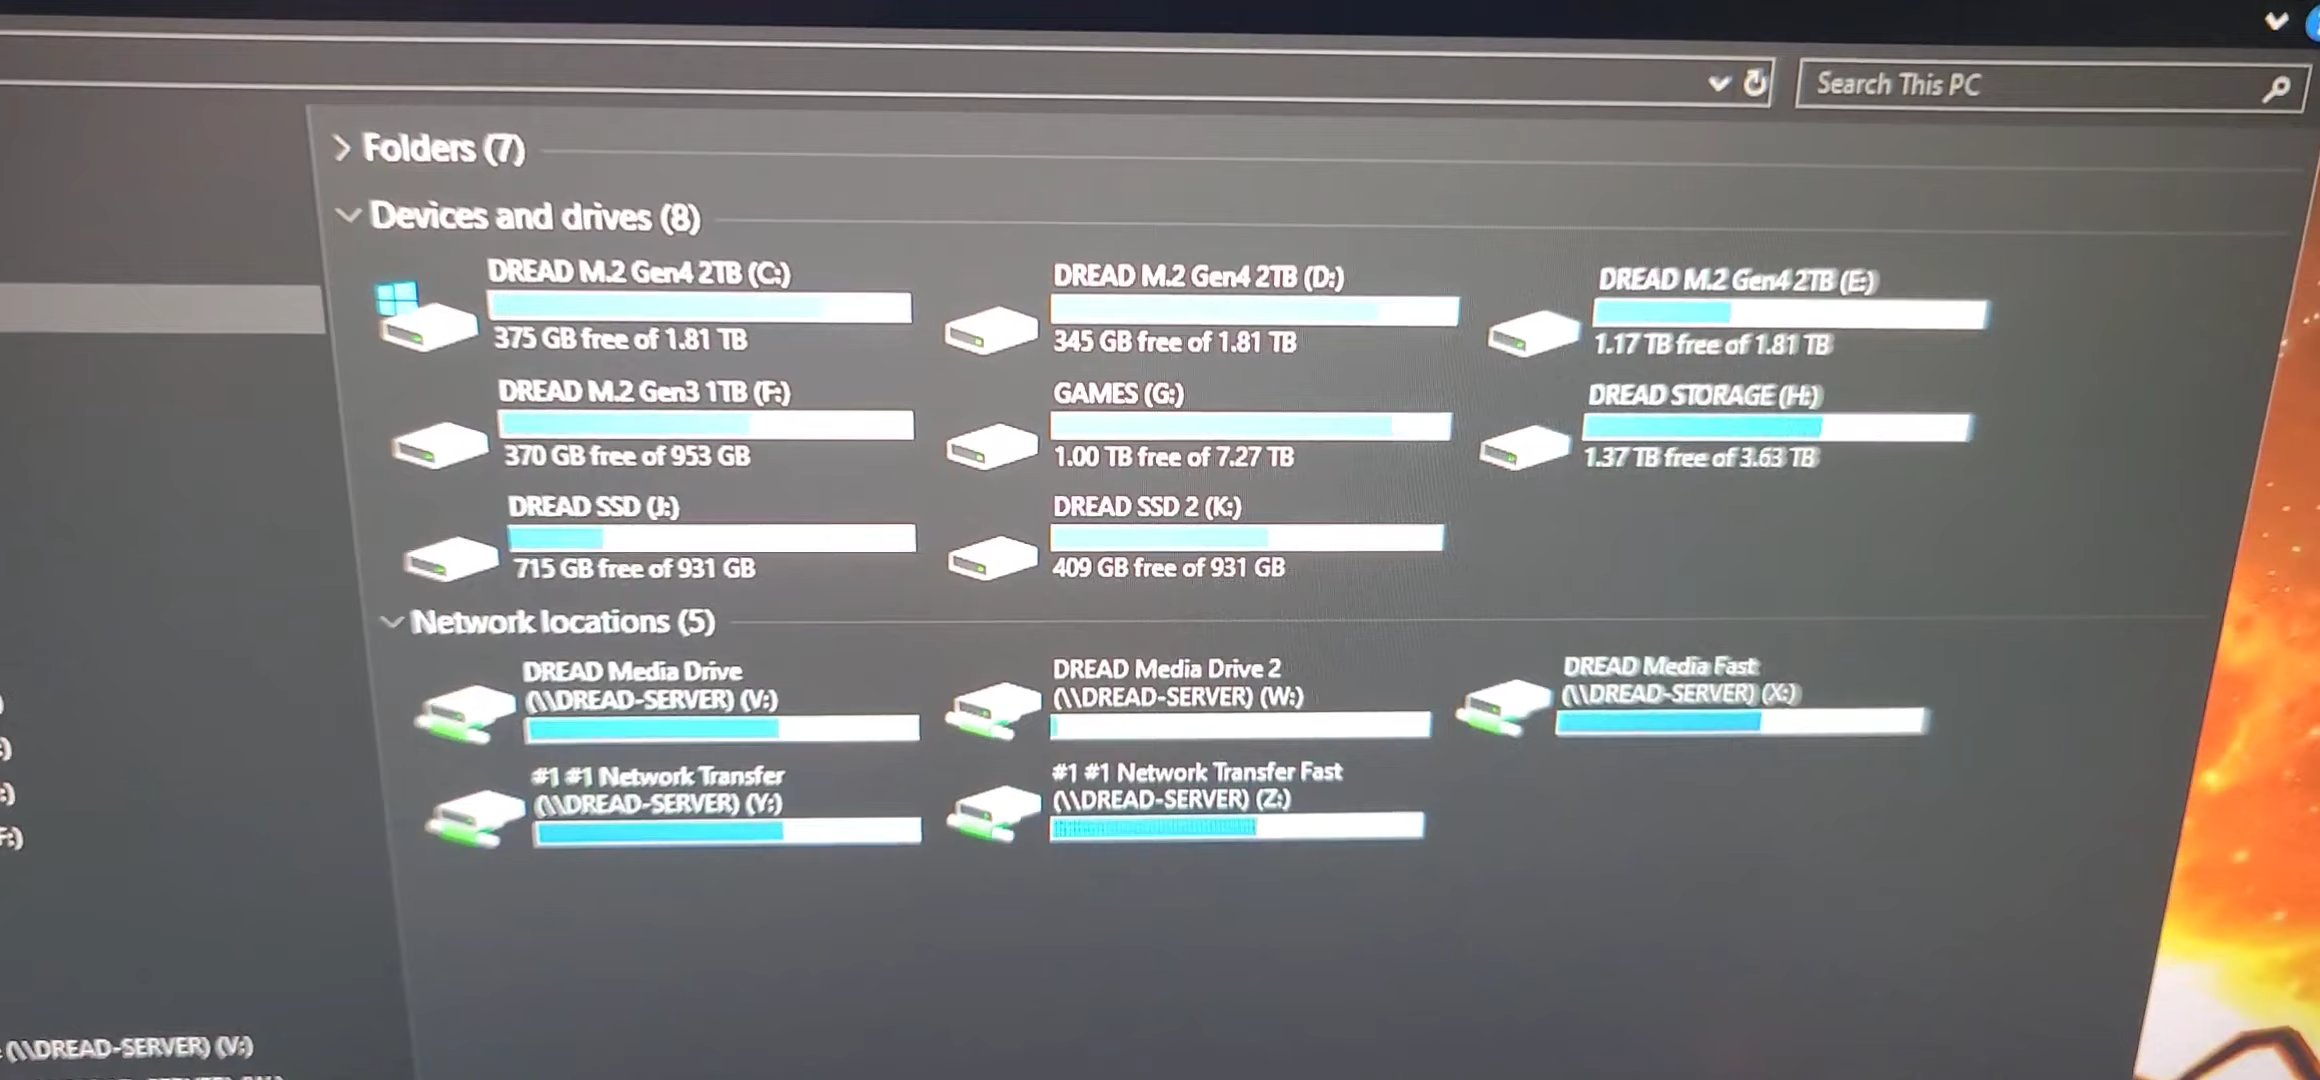 Search This PC
Folders (7)
Devices and drives (8)
DREAD M.2 Gen4 2TB (C:)
375 GB free of 1.81 TB
DREAD M.2 Gen4 2TB (D:)
345 GB free of 1.81 TB
DREAD M.2 Gen4 2TB (E:)
1.17 TB free of 1.81 TB
DREAD M.2 Gen3 1TB (F:)
370 GB free of 953 GB
GAMES (G:)
1.00 TB free of 7.27 TB
DREAD STORAGE (H:)
1.37 TB free of 3.63 TB
DREAD SSD (J:)
715 GB free of 931 GB
DREAD SSD 2 (K:)
409 GB free of 931 GB
Network locations (5)
DREAD Media Drive
(\\DREAD-SERVER) (V:)
DREAD Media Drive 2
(\\DREAD-SERVER) (W:)
DREAD Media Fast
(\\DREAD-SERVER) (X:)
#1 #1 Network Transfer
(\\DREAD-SERVER) (Y:)
#1 #1 Network Transfer Fast
(\\DREAD-SERVER) (Z:)
(\\DREAD-SERVER) (V:)